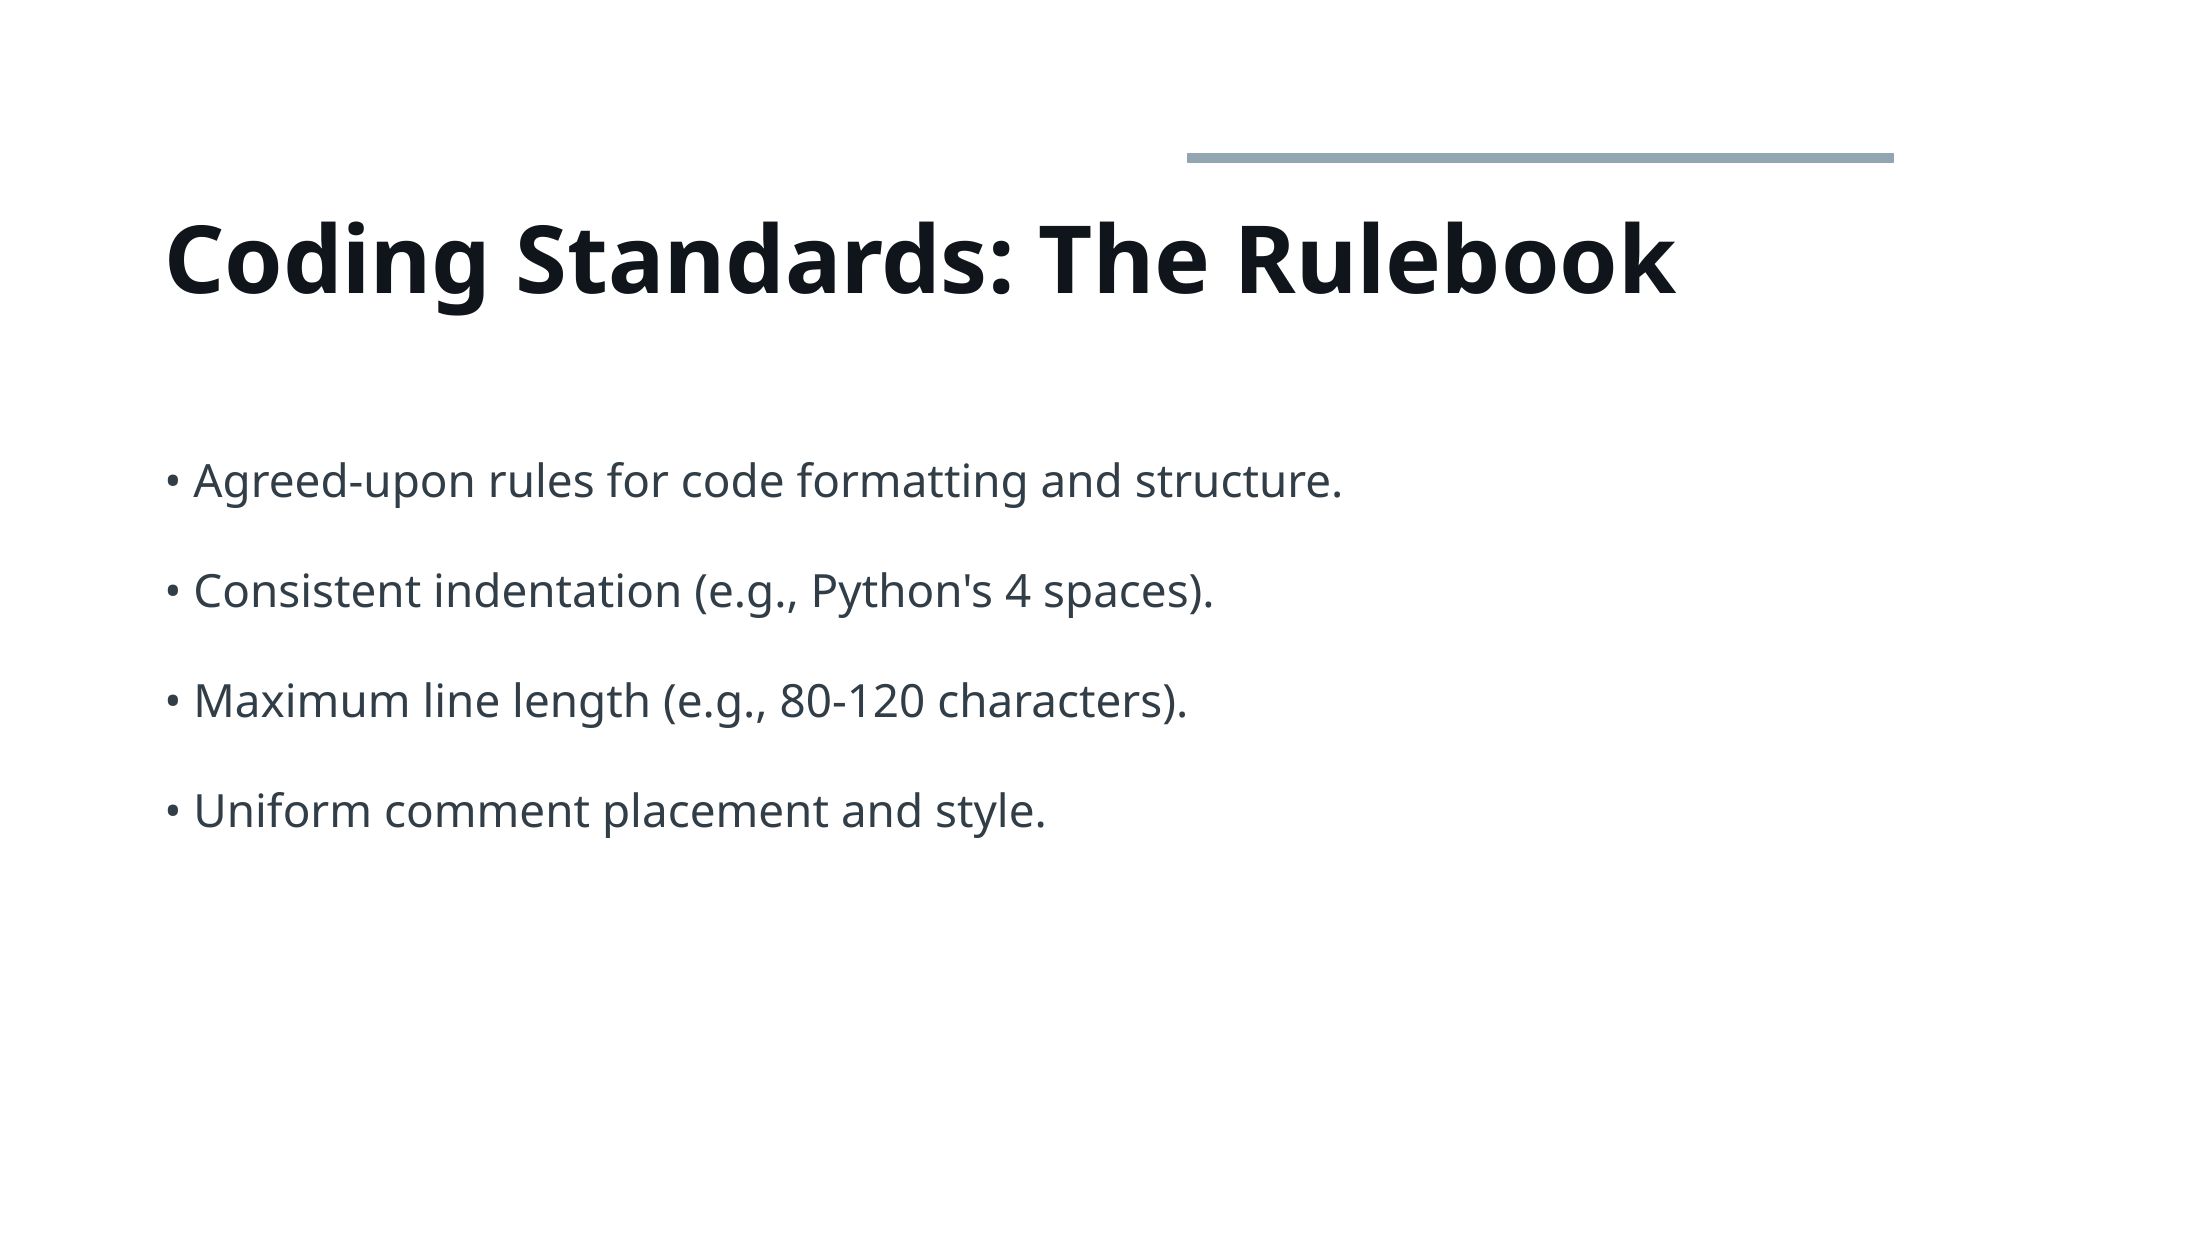 Coding Standards: The Rulebook
• Agreed-upon rules for code formatting and structure.
• Consistent indentation (e.g., Python's 4 spaces).
• Maximum line length (e.g., 80-120 characters).
• Uniform comment placement and style.